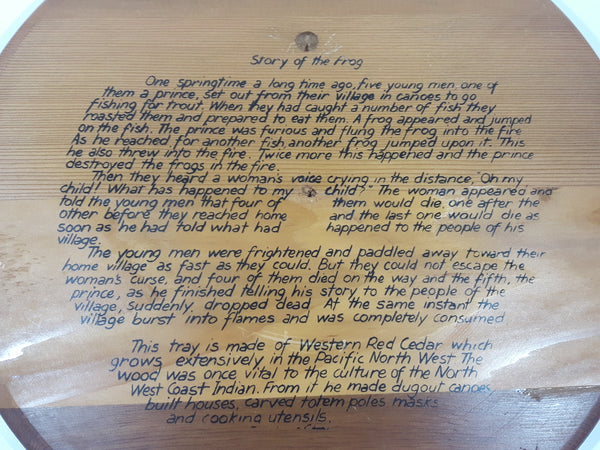 Story of the Frog
One springtime a long time ago, five young men, one of
them a prince, set out from their village in canoes to go
fishing for trout. When they had caught a number of fish they
roasted them and prepared to eat them. A frog appeared and jumped
on the fish. The prince was furious and flung the frog into the fire
As he reached for another fish, another frog jumped upon it. This
he also threw into the fire. Twice more this happened and the prince
destroyed the frogs in the fire.
Then they heard a woman's voice crying in the distance, "Oh my
child! What has happened to my child?" The woman appeared and
told the young men that four of them would die, one after the
other before they reached home and the last one would die as
soon as he had told what had happened to the people of his
village.
The young men were frightened and paddled away toward their
home village as fast as they could. But they could not escape the
woman's curse, and four of them died on the way and the fifth, the
prince, as he finished telling his story to the people of the
village, suddenly dropped dead. At the same instant the
village burst into flames and was completely consumed
This tray is made of Western Red Cedar which
grows extensively in the Pacific North West. The
wood was once vital to the culture of the North
West Coast Indian. From it he made dugout canoes,
built houses, carved totem poles, masks
and cooking utensils.